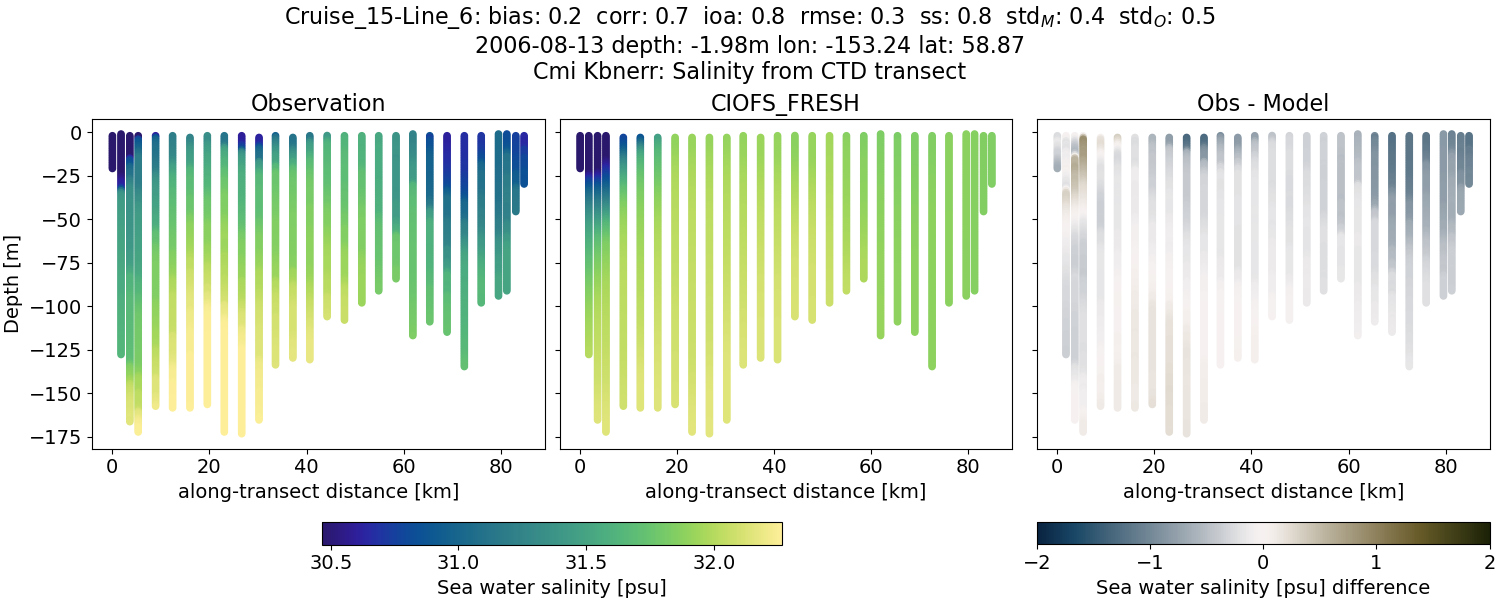 Cruise_15-Line_6: bias: 0.2 corr: 0.7 ioa: 0.8 rmse: 0.3 ss: 0.8 std_M: 0.4 std_O: 0.5
2006-08-13 depth: -1.98m lon: -153.24 lat: 58.87
Cmi Kbnerr: Salinity from CTD transect
Observation
CIOFS_FRESH
Obs - Model
Depth [m]
0
−25
−50
−75
−100
−125
−150
−175
0 20 40 60 80
0 20 40 60 80
0 20 40 60 80
along-transect distance [km]
along-transect distance [km]
along-transect distance [km]
30.5 31.0 31.5 32.0
Sea water salinity [psu]
−2 −1 0 1 2
Sea water salinity [psu] difference